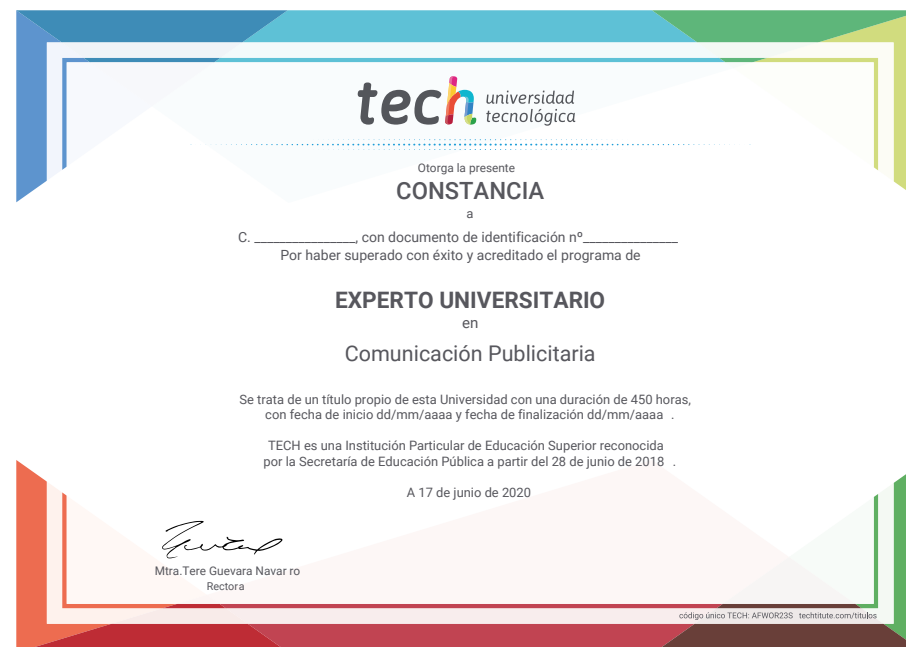 tech universidad
tecnológica
Otorga la presente
CONSTANCIA
a
C. _______________, con documento de identificación nº______________
Por haber superado con éxito y acreditado el programa de
EXPERTO UNIVERSITARIO
en
Comunicación Publicitaria
Se trata de un título propio de esta Universidad con una duración de 450 horas,
con fecha de inicio dd/mm/aaaa y fecha de finalización dd/mm/aaaa .
TECH es una Institución Particular de Educación Superior reconocida
por la Secretaría de Educación Pública a partir del 28 de junio de 2018 .
A 17 de junio de 2020
Mtra.Tere Guevara Navar ro
Rectora
código único TECH: AFWOR23S techtitute.com/titulos